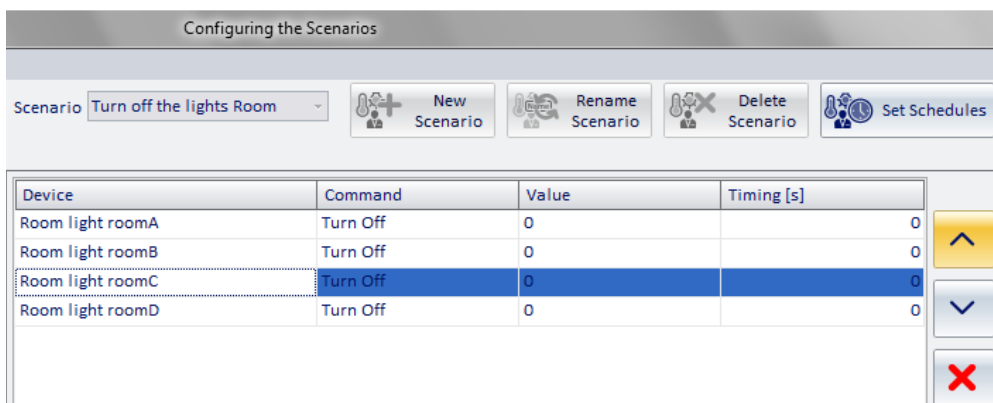 Configuring the Scenarios
Scenario Turn off the lights Room New Scenario Rename Scenario Delete Scenario Set Schedules
Device Command Value Timing [s]
Room light roomA Turn Off 0 0
Room light roomB Turn Off 0 0
Room light roomC Turn Off 0 0
Room light roomD Turn Off 0 0